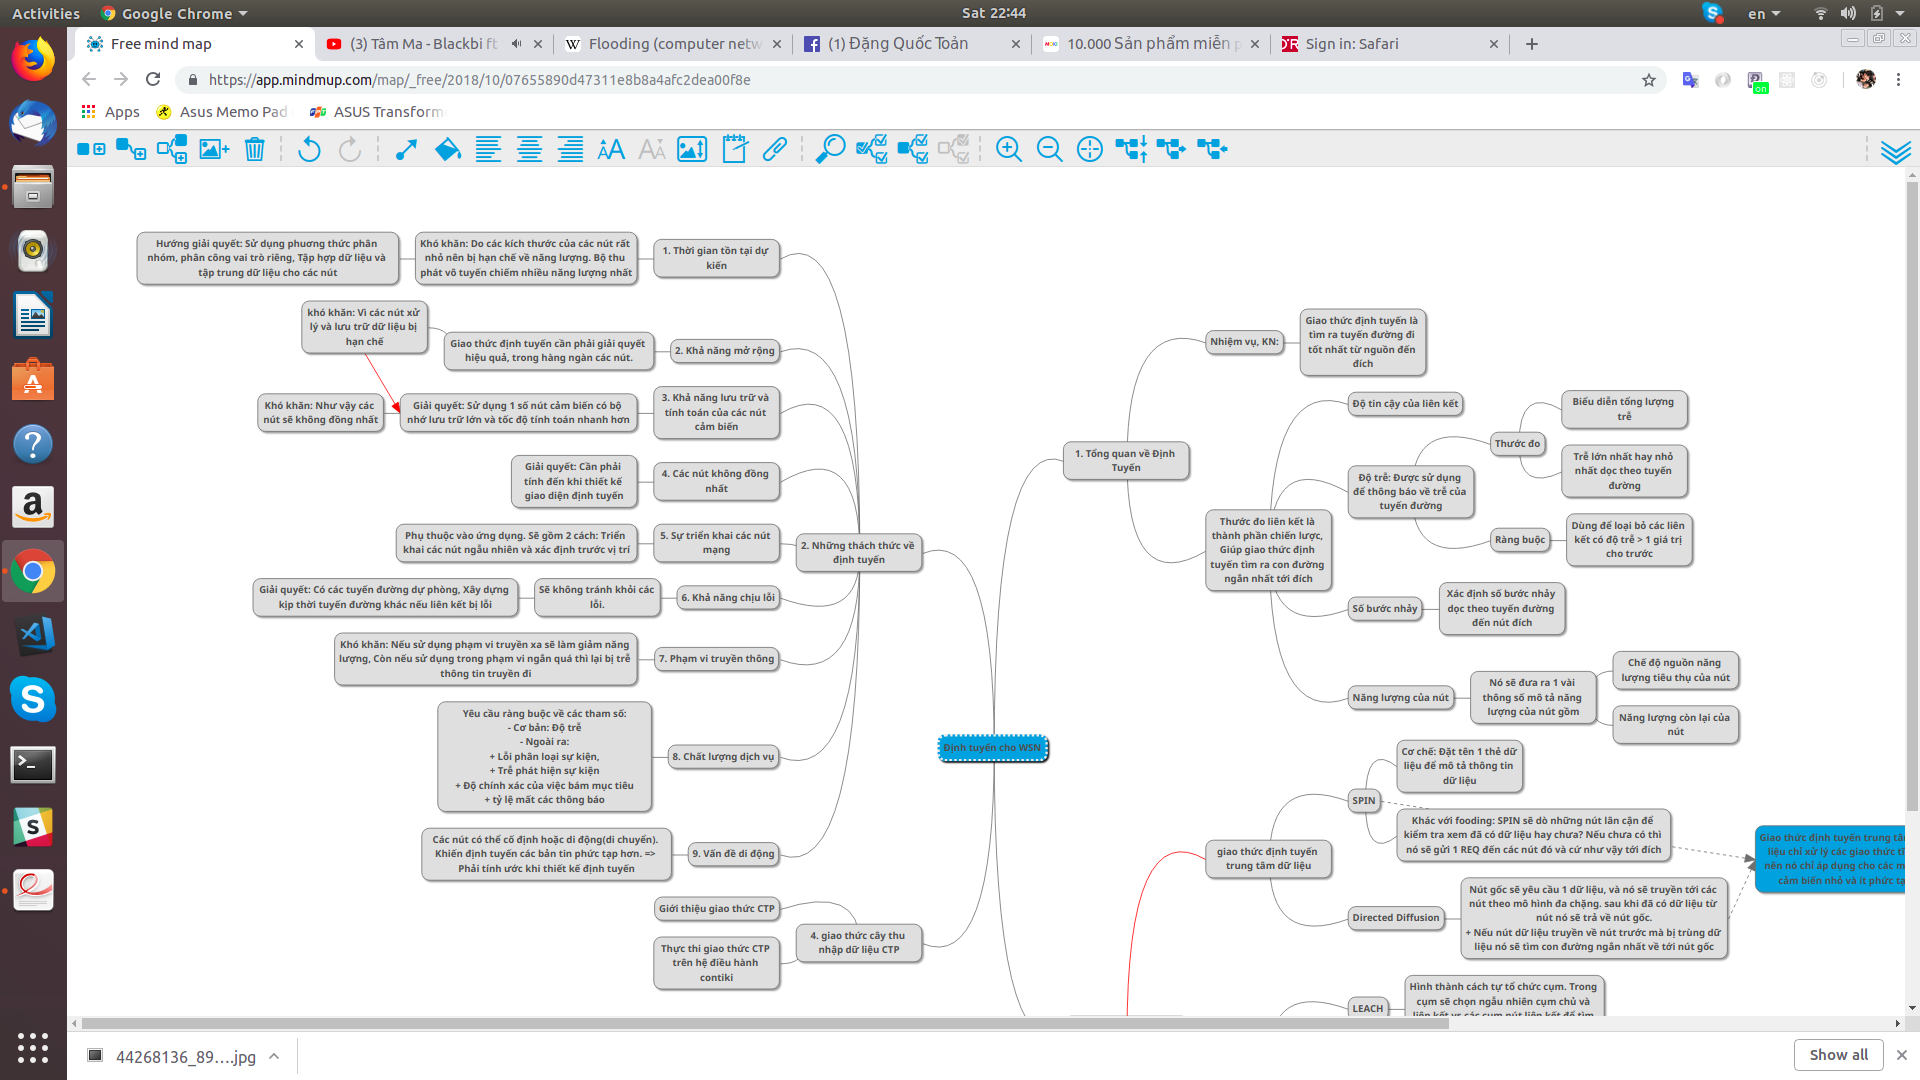 Activities
Google Chrome
Sat 22:44
en
Free mind map
(3) Tâm Ma - Blackbi ft
Flooding (computer netw
(1) Đặng Quốc Toản
10.000 Sản phẩm miễn p
Sign in: Safari
https://app.mindmup.com/map/_free/2018/10/07655890d47311e8b8a4afc2dea00f8e
Apps
Asus Memo Pad
ASUS Transform
Hướng giải quyết: Sử dụng phương thức phân
nhóm, phân công vai trò riêng, Tập hợp dữ liệu và
tập trung dữ liệu cho các nút
Khó khăn: Do các kích thước của các nút rất
nhỏ nên bị hạn chế về năng lượng. Bộ thu
phát vô tuyến chiếm nhiều năng lượng nhất
1. Thời gian tồn tại dự
kiến
khó khăn: Vì các nút xử
lý và lưu trữ dữ liệu bị
hạn chế
Giao thức định tuyến cần phải giải quyết
hiệu quả, trong hàng ngàn các nút.
2. Khả năng mở rộng
Khó khăn: Như vậy các
nút sẽ không đồng nhất
Giải quyết: Sử dụng 1 số nút cảm biến có bộ
nhớ lưu trữ lớn và tốc độ tính toán nhanh hơn
3. Khả năng lưu trữ và
tính toán của các nút
cảm biến
Giải quyết: Cần phải
tính đến khi thiết kế
giao diện định tuyến
4. Các nút không đồng
nhất
Phụ thuộc vào ứng dụng. Sẽ gồm 2 cách: Triển
khai các nút ngẫu nhiên và xác định trước vị trí
5. Sự triển khai các nút
mạng
2. Những thách thức về
định tuyến
Giải quyết: Có các tuyến đường dự phòng, Xây dựng
kịp thời tuyến đường khác nếu liên kết bị lỗi
Sẽ không tránh khỏi các
lỗi.
6. Khả năng chịu lỗi
Khó khăn: Nếu sử dụng phạm vi truyền xa sẽ làm giảm năng
lượng, Còn nếu sử dụng trong phạm vi ngắn quá thì lại bị trễ
thông tin truyền đi
7. Phạm vi truyền thông
Yêu cầu ràng buộc về các tham số:
- Cơ bản: Độ trễ
- Ngoài ra:
+ Lỗi phân loại sự kiện,
+ Trễ phát hiện sự kiện
+ Độ chính xác của việc bám mục tiêu
+ tỷ lệ mất các thông báo
8. Chất lượng dịch vụ
Các nút có thể cố định hoặc di động(di chuyển).
Khiến định tuyến các bản tin phức tạp hơn. =>
Phải tính ước khi thiết kế định tuyến
9. Vấn đề di động
Giới thiệu giao thức CTP
Thực thi giao thức CTP
trên hệ điều hành
contiki
4. giao thức cây thu
nhập dữ liệu CTP
Định tuyến cho WSN
1. Tổng quan về Định
Tuyến
Nhiệm vụ, KN:
Giao thức định tuyến là
tìm ra tuyến đường đi
tốt nhất từ nguồn đến
đích
Thước đo liên kết là
thành phần chiến lược,
Giúp giao thức định
tuyến tìm ra con đường
ngắn nhất tới đích
Độ tin cậy của liên kết
Độ trễ: Được sử dụng
để thông báo về trễ của
tuyến đường
Thước đo
Biểu diễn tổng lượng
trễ
Trễ lớn nhất hay nhỏ
nhất dọc theo tuyến
đường
Ràng buộc
Dùng để loại bỏ các liên
kết có độ trễ > 1 giá trị
cho trước
Số bước nhảy
Xác định số bước nhảy
dọc theo tuyến đường
đến nút đích
Năng lượng của nút
Nó sẽ đưa ra 1 vài
thông số mô tả năng
lượng của nút gồm
Chế độ nguồn năng
lượng tiêu thụ của nút
Năng lượng còn lại của
nút
giao thức định tuyến
trung tâm dữ liệu
SPIN
Cơ chế: Đặt tên 1 thẻ dữ
liệu để mô tả thông tin
dữ liệu
Khác với fooding: SPIN sẽ dò những nút lân cận để
kiểm tra xem đã có dữ liệu hay chưa? Nếu chưa có thì
nó sẽ gửi 1 REQ đến các nút đó và cứ như vậy tới đích
Giao thức định tuyến trung tâ
liệu chỉ xử lý các giao thức t
nên nó chỉ áp dụng cho các m
cảm biến nhỏ và ít phức tạ
Directed Diffusion
Nút gốc sẽ yêu cầu 1 dữ liệu, và nó sẽ truyền tới các
nút theo mô hình đa chặng. sau khi đã có dữ liệu từ
nút nó sẽ trả về nút gốc.
+ Nếu nút dữ liệu truyền về nút trước mà bị trùng dữ
liệu nó sẽ tìm con đường ngắn nhất về tới nút gốc
LEACH
Hình thành cách tự tổ chức cụm. Trong
cụm sẽ chọn ngẫu nhiên cụm chủ và
liên kết vs các cụm nút liên kết để tìm
44268136_89....jpg
Show all